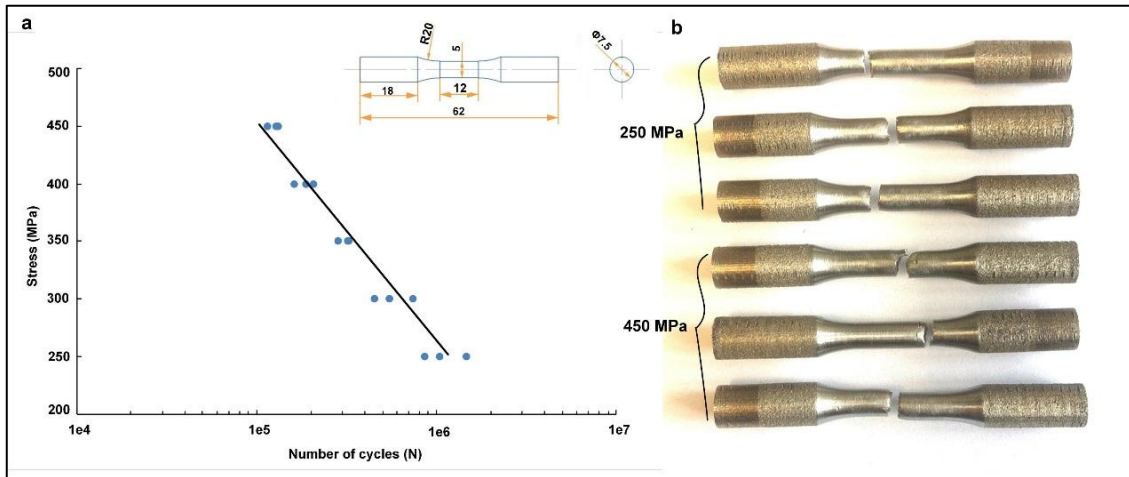 a
R20
5
18
12
62
Φ7.5
500
450
400
350
300
250
200
Stress (MPa)
1e4
1e5
1e6
1e7
Number of cycles (N)
b
250 MPa
450 MPa